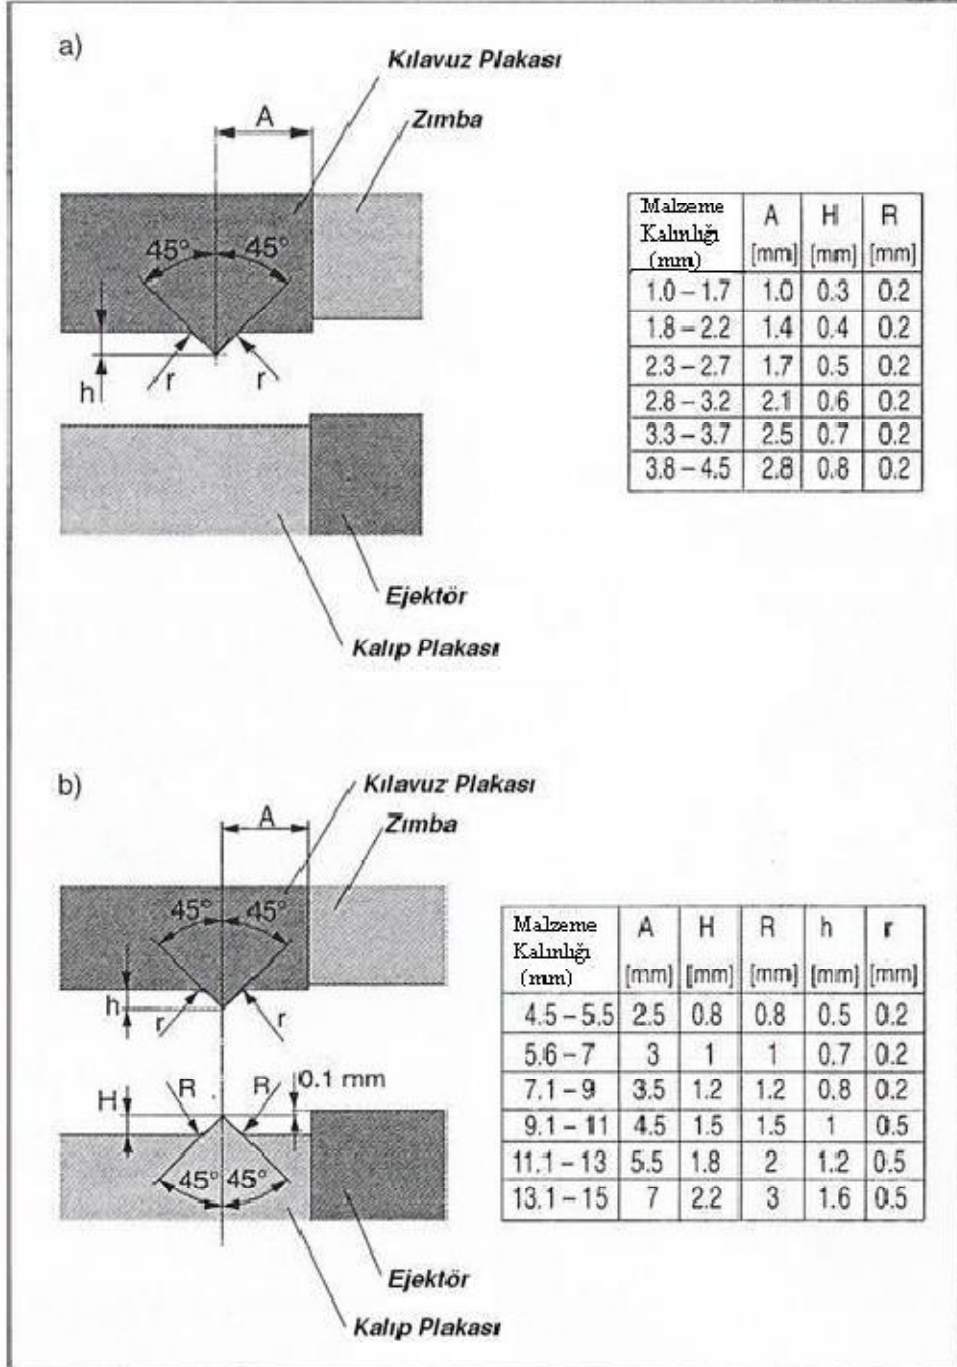 a)
Kılavuz Plakası
A
Zımba
45° 45°
h
r r
Ejektör
Kalıp Plakası
Malzeme Kalınlığı (mm) A [mm] H [mm] R [mm]
1.0 – 1.7 1.0 0.3 0.2
1.8 – 2.2 1.4 0.4 0.2
2.3 – 2.7 1.7 0.5 0.2
2.8 – 3.2 2.1 0.6 0.2
3.3 – 3.7 2.5 0.7 0.2
3.8 – 4.5 2.8 0.8 0.2
b)
Kılavuz Plakası
A
Zımba
45° 45°
h
r r
R R 0.1 mm
H
45° 45°
Ejektör
Kalıp Plakası
Malzeme Kalınlığı (mm) A [mm] H [mm] R [mm] h [mm] r [mm]
4.5 – 5.5 2.5 0.8 0.8 0.5 0.2
5.6 – 7 3 1 1 0.7 0.2
7.1 – 9 3.5 1.2 1.2 0.8 0.2
9.1 – 11 4.5 1.5 1.5 1 0.5
11.1 – 13 5.5 1.8 2 1.2 0.5
13.1 – 15 7 2.2 3 1.6 0.5